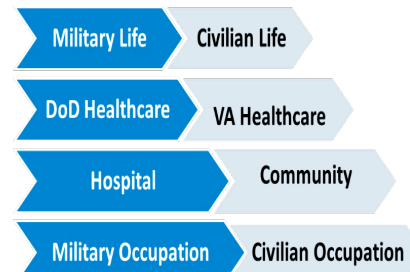 Military Life Civilian Life
DoD Healthcare VA Healthcare
Hospital Community
Military Occupation Civilian Occupation